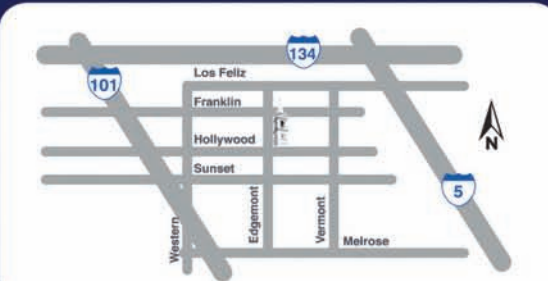 134
101
Los Feliz
Franklin
Hollywood
Sunset
Western
Edgemont
Vermont
Melrose
5
N